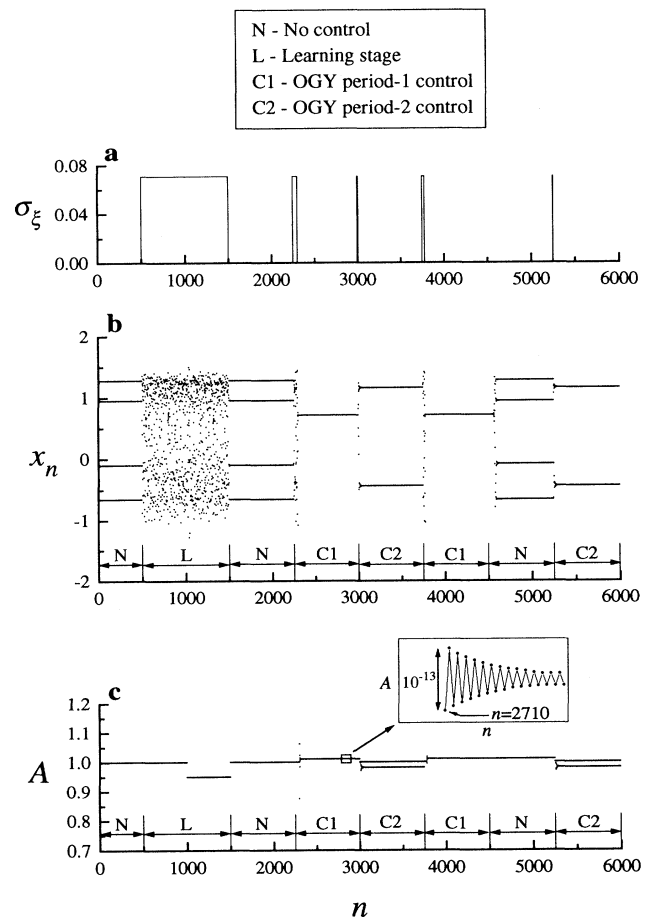 N - No control
L - Learning stage
C1 - OGY period-1 control
C2 - OGY period-2 control
a
0.08
0.04
0.00
σξ
0 1000 2000 3000 4000 5000 6000
b
2
1
0
-1
-2
xn
N L N C1 C2 C1 N C2
0 1000 2000 3000 4000 5000 6000
c
A 10-13
n=2710
n
1.2
1.1
1.0
0.9
0.8
0.7
A
N L N C1 C2 C1 N C2
0 1000 2000 3000 4000 5000 6000
n